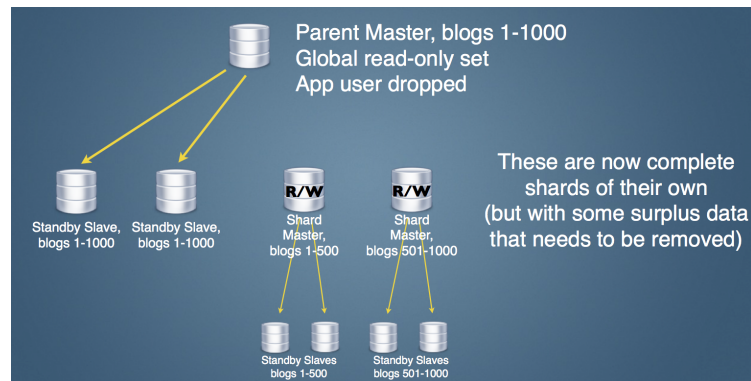 Parent Master, blogs 1-1000
Global read-only set
App user dropped
These are now complete
shards of their own
(but with some surplus data
that needs to be removed)
Standby Slave,
blogs 1-1000
Standby Slave,
blogs 1-1000
R/W
Shard
Master,
blogs 1-500
R/W
Shard
Master,
blogs 501-1000
Standby Slaves
blogs 1-500
Standby Slaves
blogs 501-1000